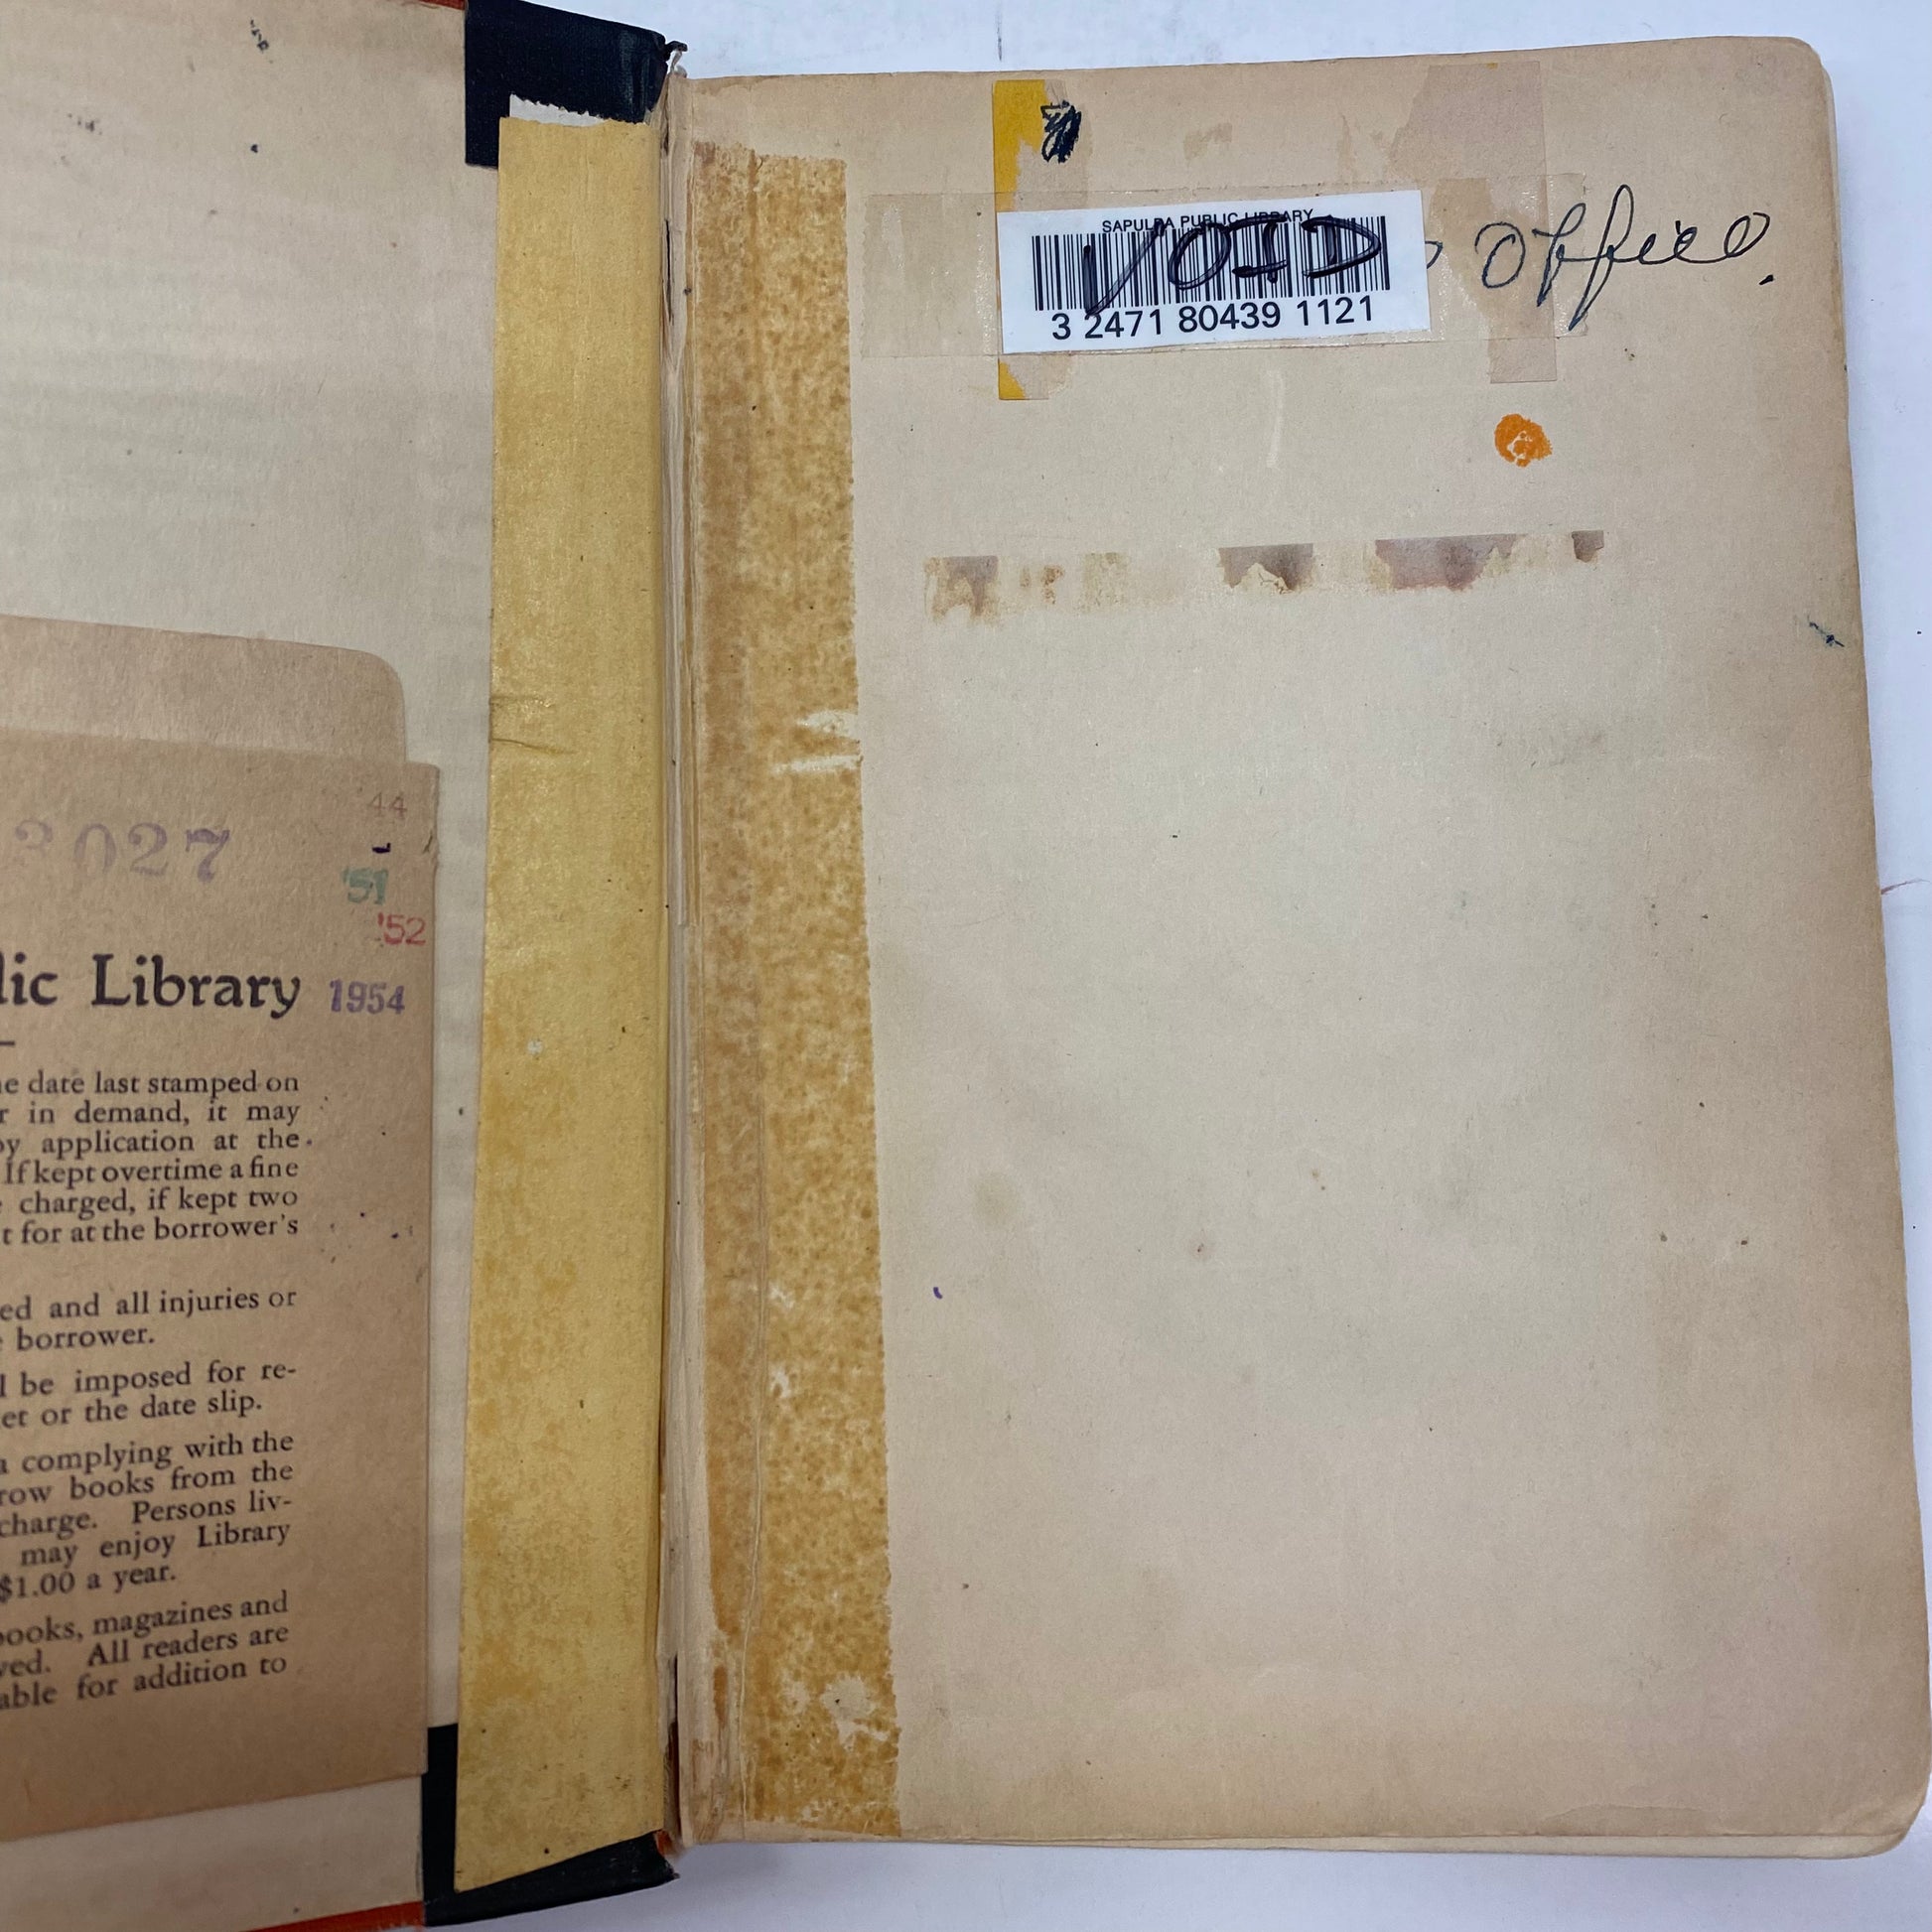 44
2027
'51
'52
lic Library 1954
e date last stamped on
r in demand, it may
y application at the
If kept overtime a fine
charged, if kept two
t for at the borrower's
ed and all injuries or
borrower.
l be imposed for re-
et or the date slip.
a complying with the
row books from the
charge. Persons liv-
may enjoy Library
$1.00 a year.
ooks, magazines and
ved. All readers are
able for addition to
SAPULPA PUBLIC LIBRARY
VOID
3 2471 80439 1121
Office.